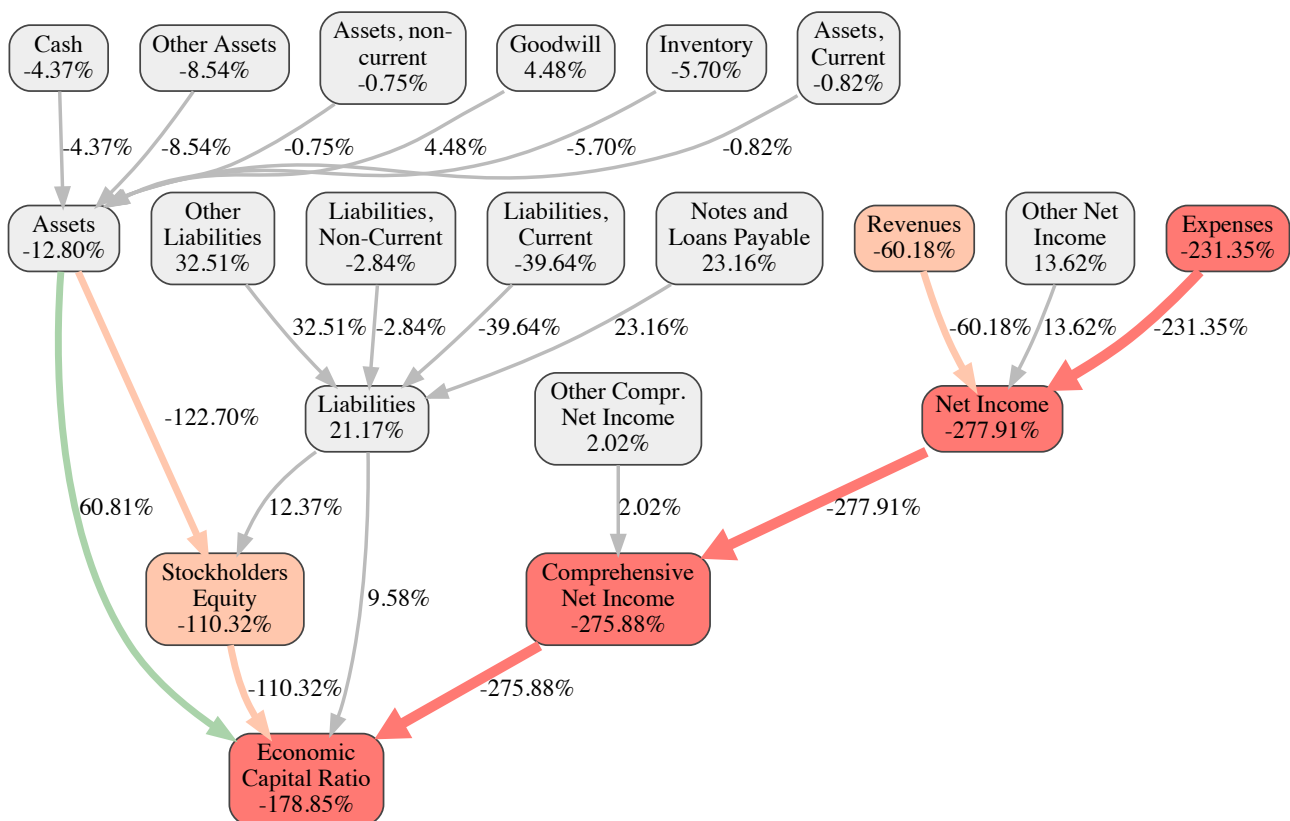 Cash
-4.37%
Other Assets
-8.54%
Assets, non-
current
-0.75%
Goodwill
4.48%
Inventory
-5.70%
Assets,
Current
-0.82%
-4.37%
-8.54%
-0.75%
4.48%
-5.70%
-0.82%
Assets
-12.80%
Other
Liabilities
32.51%
Liabilities,
Non-Current
-2.84%
Liabilities,
Current
-39.64%
Notes and
Loans Payable
23.16%
Revenues
-60.18%
Other Net
Income
13.62%
Expenses
-231.35%
32.51%
-2.84%
-39.64%
23.16%
-60.18%
13.62%
-231.35%
-122.70%
Liabilities
21.17%
Other Compr.
Net Income
2.02%
Net Income
-277.91%
60.81%
12.37%
2.02%
-277.91%
Stockholders
Equity
-110.32%
9.58%
Comprehensive
Net Income
-275.88%
-110.32%
-275.88%
Economic
Capital Ratio
-178.85%